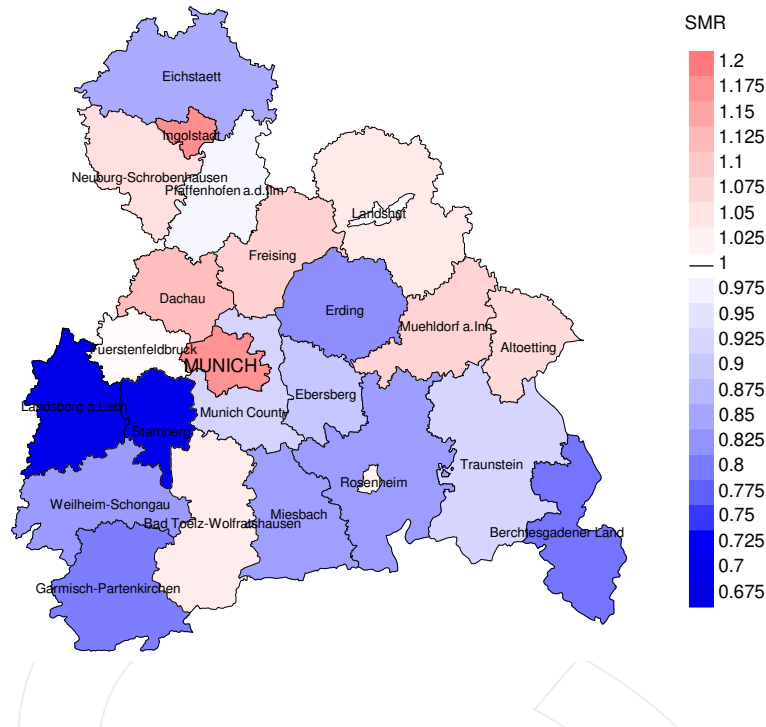 SMR
1.2
1.175
1.15
1.125
1.1
1.075
1.05
1.025
1
0.975
0.95
0.925
0.9
0.875
0.85
0.825
0.8
0.775
0.75
0.725
0.7
0.675
Eichstaett
Ingolstadt
Neuburg-Schrobenhausen
Pfaffenhofen a.d.Ilm
Landshut
Freising
Dachau
Erding
Muehldorf a.Inn
Altoetting
Fuerstenfeldbruck
MUNICH
Ebersberg
Landsberg a.Lech
Munich County
Starnberg
Traunstein
Rosenheim
Weilheim-Schongau
Miesbach
Bad Toelz-Wolfratshausen
Berchtesgadener Land
Garmisch-Partenkirchen